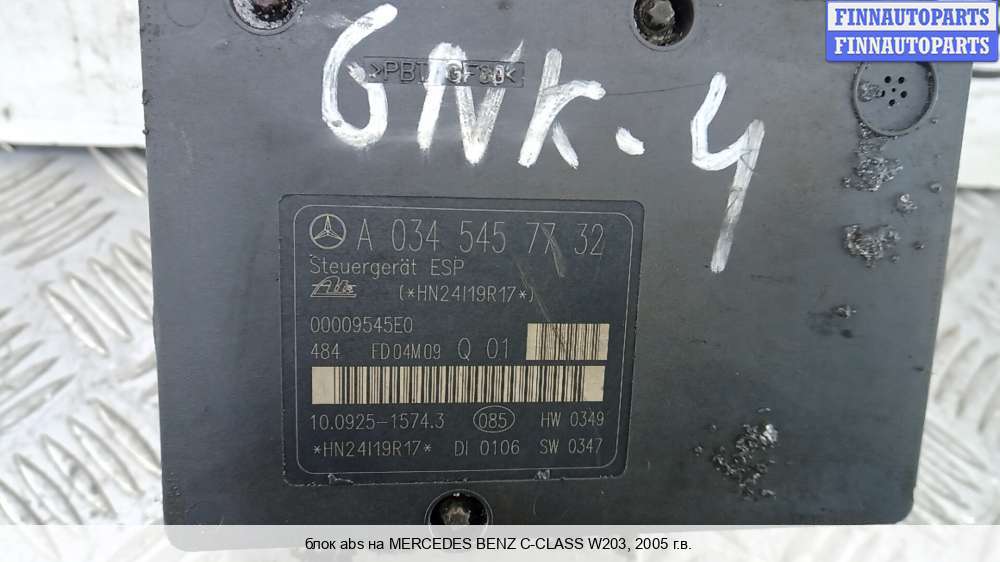 FINNAUTOPARTS
FINNAUTOPARTS
6NK-4
A 034 545 77 32
Steuergerät ESP
Ate (*HN24I19R17*)
00009545E0
484 FD04M09 Q 01
10.0925-1574.3 085 HW 0349
*HN24I19R17* DI 0106 SW 0347
блок abs на MERCEDES BENZ C-CLASS W203, 2005 г.в.